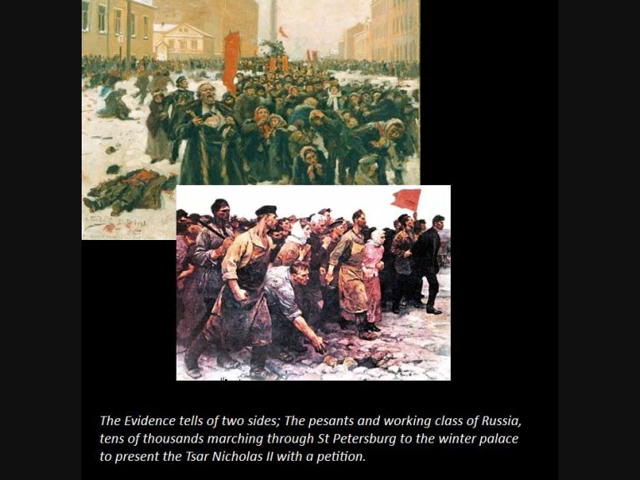 The Evidence tells of two sides; The pesants and working class of Russia,
tens of thousands marching through St Petersburg to the winter palace
to present the Tsar Nicholas II with a petition.